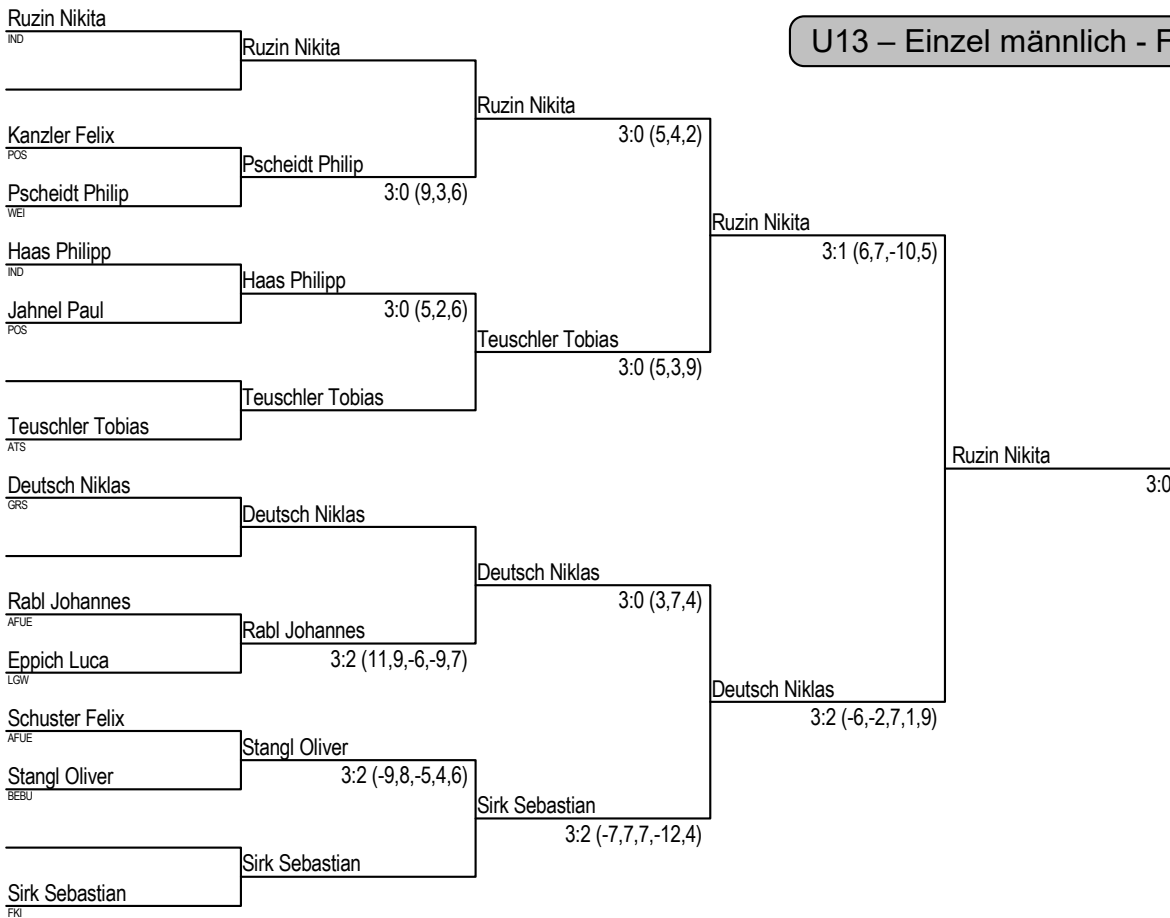 U13 – Einzel männlich - F
Ruzin Nikita
IND
Kanzler Felix
POS
Pscheidt Philip
WEI
Haas Philipp
IND
Jahnel Paul
POS
Teuschler Tobias
ATS
Deutsch Niklas
GRS
Rabl Johannes
AFUE
Eppich Luca
LGW
Schuster Felix
AFUE
Stangl Oliver
BEBU
Sirk Sebastian
FKI
Ruzin Nikita
Pscheidt Philip
3:0 (9,3,6)
Haas Philipp
3:0 (5,2,6)
Teuschler Tobias
Deutsch Niklas
Rabl Johannes
3:2 (11,9,-6,-9,7)
Stangl Oliver
3:2 (-9,8,-5,4,6)
Sirk Sebastian
Ruzin Nikita
3:0 (5,4,2)
Teuschler Tobias
3:0 (5,3,9)
Deutsch Niklas
3:0 (3,7,4)
Sirk Sebastian
3:2 (-7,7,7,-12,4)
Ruzin Nikita
3:1 (6,7,-10,5)
Deutsch Niklas
3:2 (-6,-2,7,1,9)
Ruzin Nikita
3:0